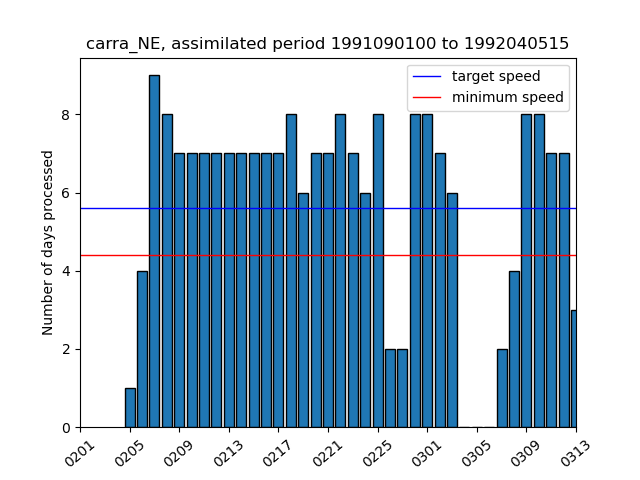 carra_NE, assimilated period 1991090100 to 1992040515
target speed
minimum speed
Number of days processed
8
6
4
2
0
0201 0205 0209 0213 0217 0221 0225 0301 0305 0309 0313